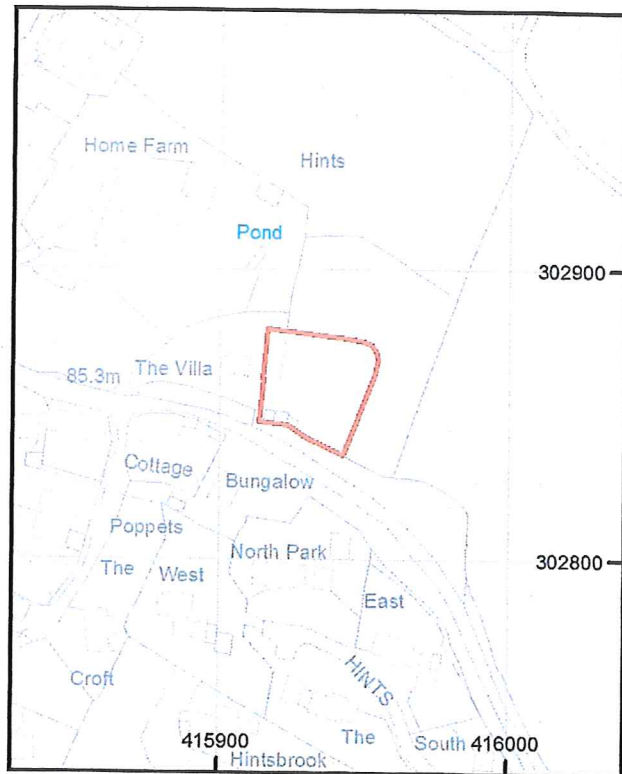 Home Farm
Hints
Pond
302900
The Villa
85.3m
Cottage
Bungalow
Poppets
North Park
The
West
302800
East
HINTS
Croft
415900
The
South
416000
Hintsbrook